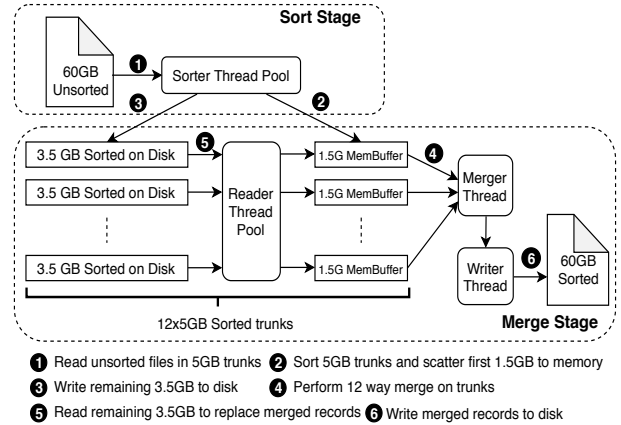 Sort Stage
60GB
Unsorted
1
Sorter Thread Pool
3
2
3.5 GB Sorted on Disk
5
1.5G MemBuffer
4
3.5 GB Sorted on Disk
Reader
Thread
Pool
1.5G MemBuffer
Merger
Thread
3.5 GB Sorted on Disk
1.5G MemBuffer
Writer
Thread
6
60GB
Sorted
12x5GB Sorted trunks
Merge Stage
1 Read unsorted files in 5GB trunks
2 Sort 5GB trunks and scatter first 1.5GB to memory
3 Write remaining 3.5GB to disk
4 Perform 12 way merge on trunks
5 Read remaining 3.5GB to replace merged records
6 Write merged records to disk